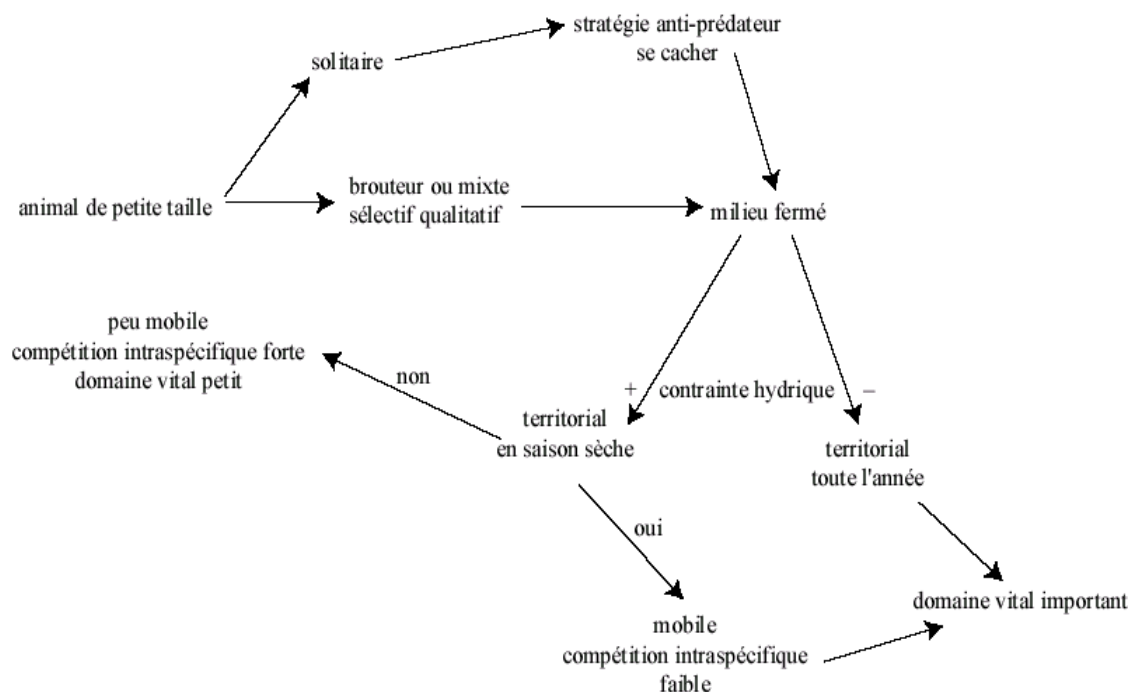 stratégie anti-prédateur
se cacher
solitaire
brouteur ou mixte
sélectif qualitatif
animal de petite taille
milieu fermé
peu mobile
compétition intraspécifique forte
domaine vital petit
non
+ contrainte hydrique –
territorial
en saison sèche
territorial
toute l'année
oui
domaine vital important
mobile
compétition intraspécifique
faible